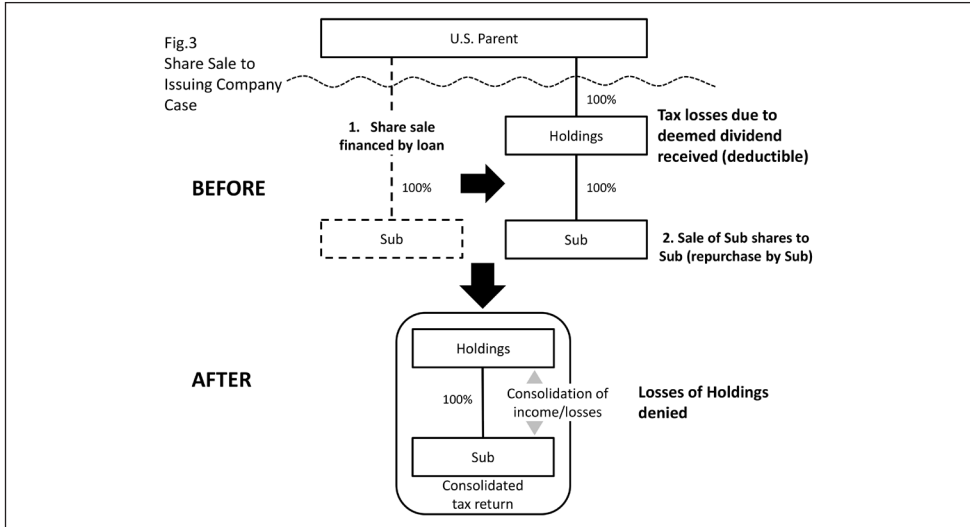 U.S. Parent
Fig.3
Share Sale to
Issuing Company
Case
100%
1. Share sale
financed by loan
Holdings
Tax losses due to
deemed dividend
received (deductible)
BEFORE
100%
100%
Sub
Sub
2. Sale of Sub shares to
Sub (repurchase by Sub)
Holdings
AFTER
100%
Consolidation of
income/losses
Losses of Holdings
denied
Sub
Consolidated
tax return